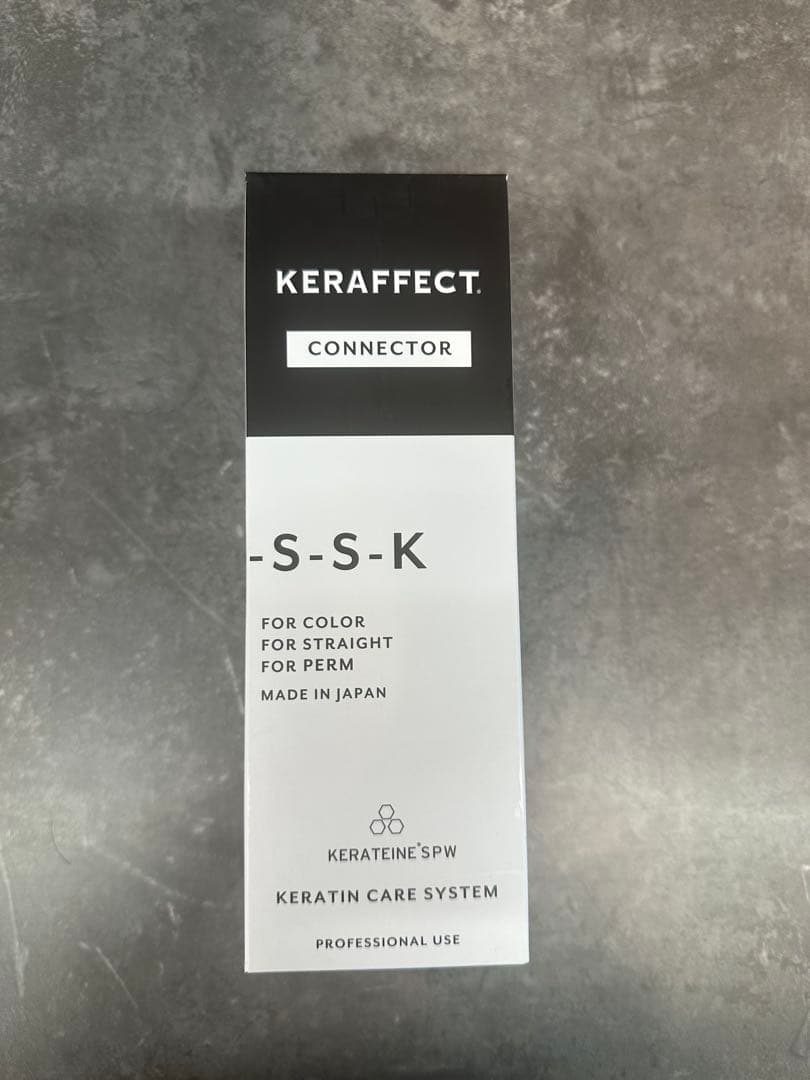 KERAFFECT.
CONNECTOR
-S-S-K
FOR COLOR
FOR STRAIGHT
FOR PERM
MADE IN JAPAN
KERATEINE®SPW
KERATIN CARE SYSTEM
PROFESSIONAL USE